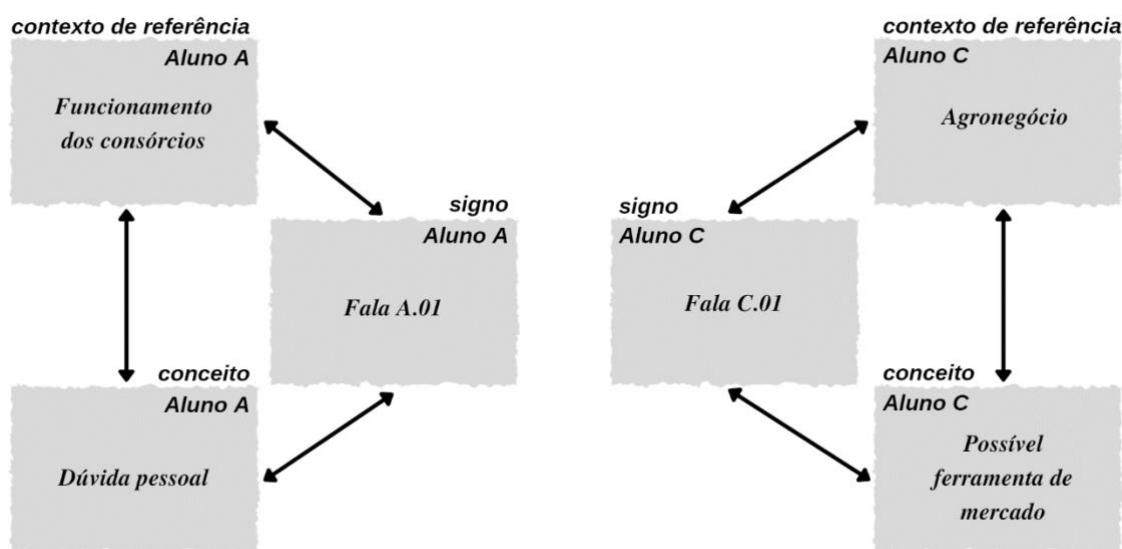 contexto de referência
Aluno A
Funcionamento
dos consórcios
signo
Aluno A
Fala A.01
conceito
Aluno A
Dúvida pessoal
contexto de referência
Aluno C
Agronegócio
signo
Aluno C
Fala C.01
conceito
Aluno C
Possível
ferramenta de
mercado